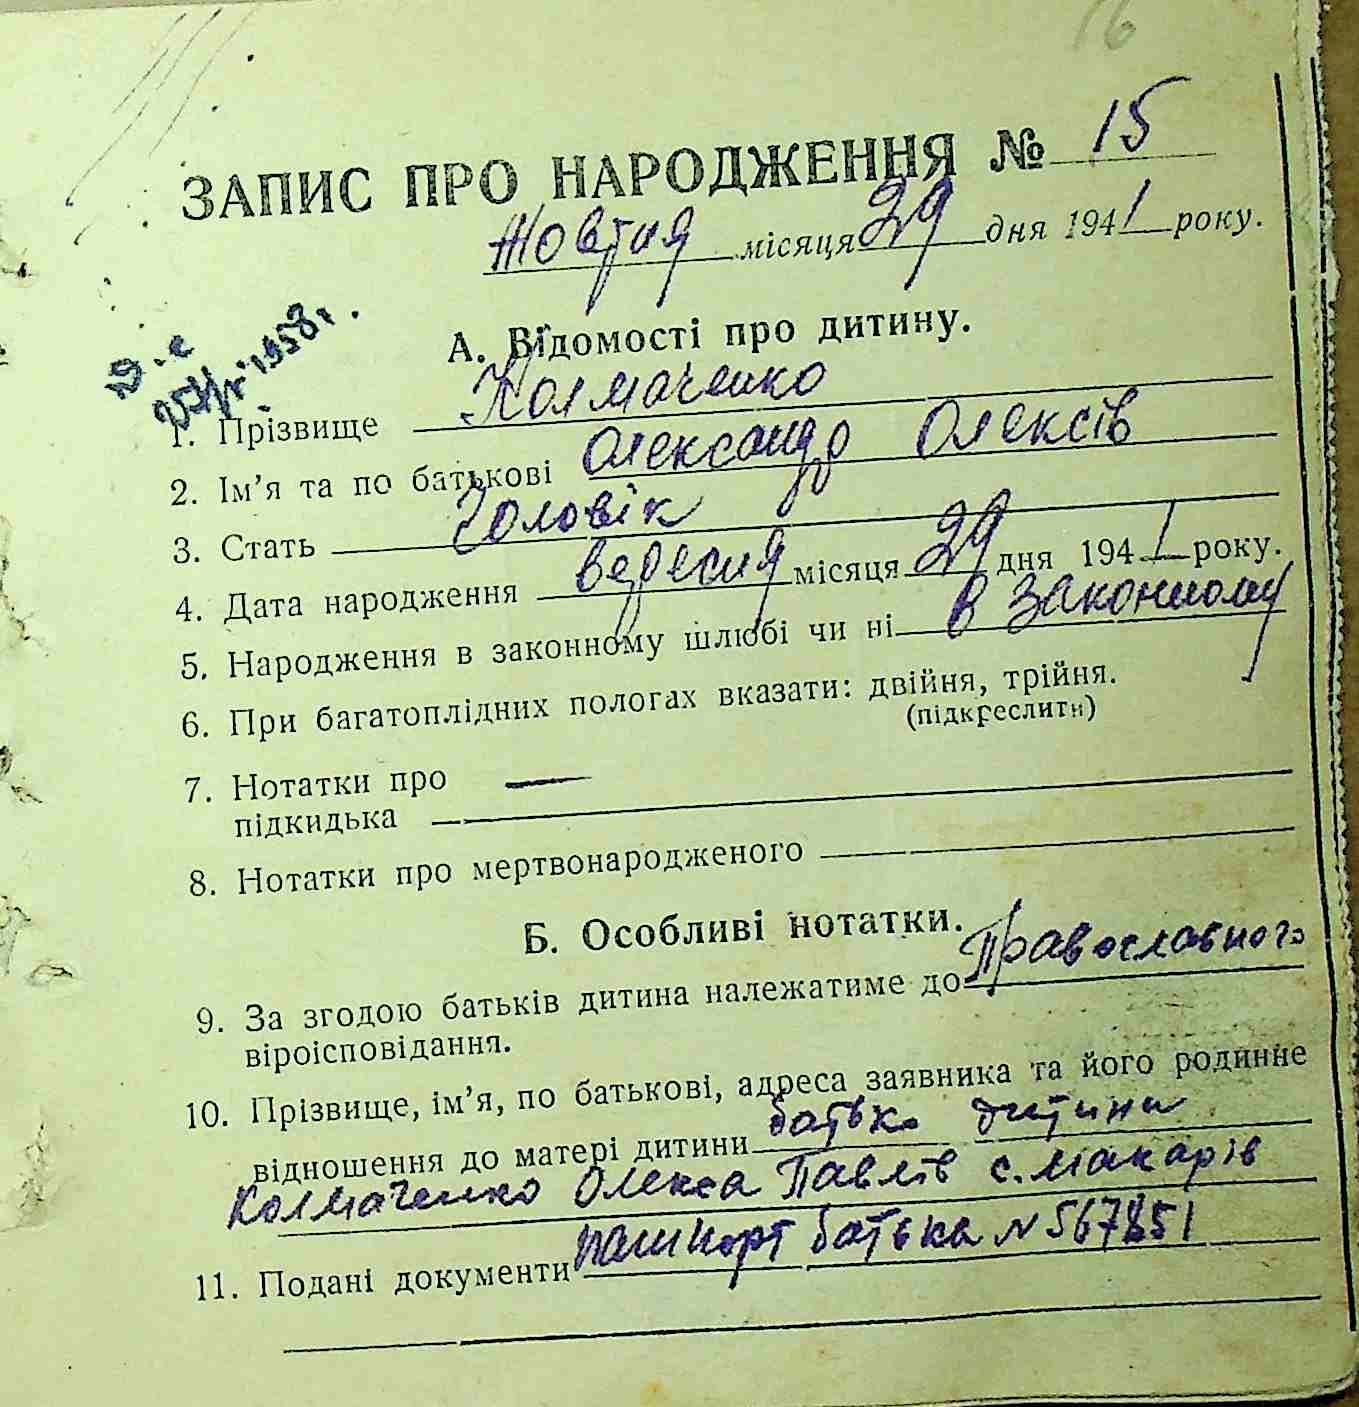 16
ЗАПИС ПРО НАРОДЖЕННЯ № 15
Жовтня місяця 29 дня 1941 року.
А. Відомості про дитину.
1958 г.
1. Прізвище Колмаченко
2. Ім'я та по батькові Олександр Олексів
3. Стать Чоловік
4. Дата народження вересня місяця 29 дня 1941 року.
5. Народження в законному шлюбі чи ні в законному
6. При багатоплідних пологах вказати: двійня, трійня.
(підкреслити)
7. Нотатки про —
підкидька
8. Нотатки про мертвонародженого
Б. Особливі нотатки.
9. За згодою батьків дитина належатиме до Православного
віроісповідання.
10. Прізвище, ім'я, по батькові, адреса заявника та його родинне
відношення до матері дитини батько дитини
Колмаченко Олекса Павлів с. Макарів
11. Подані документи пашпорт батька N 567851